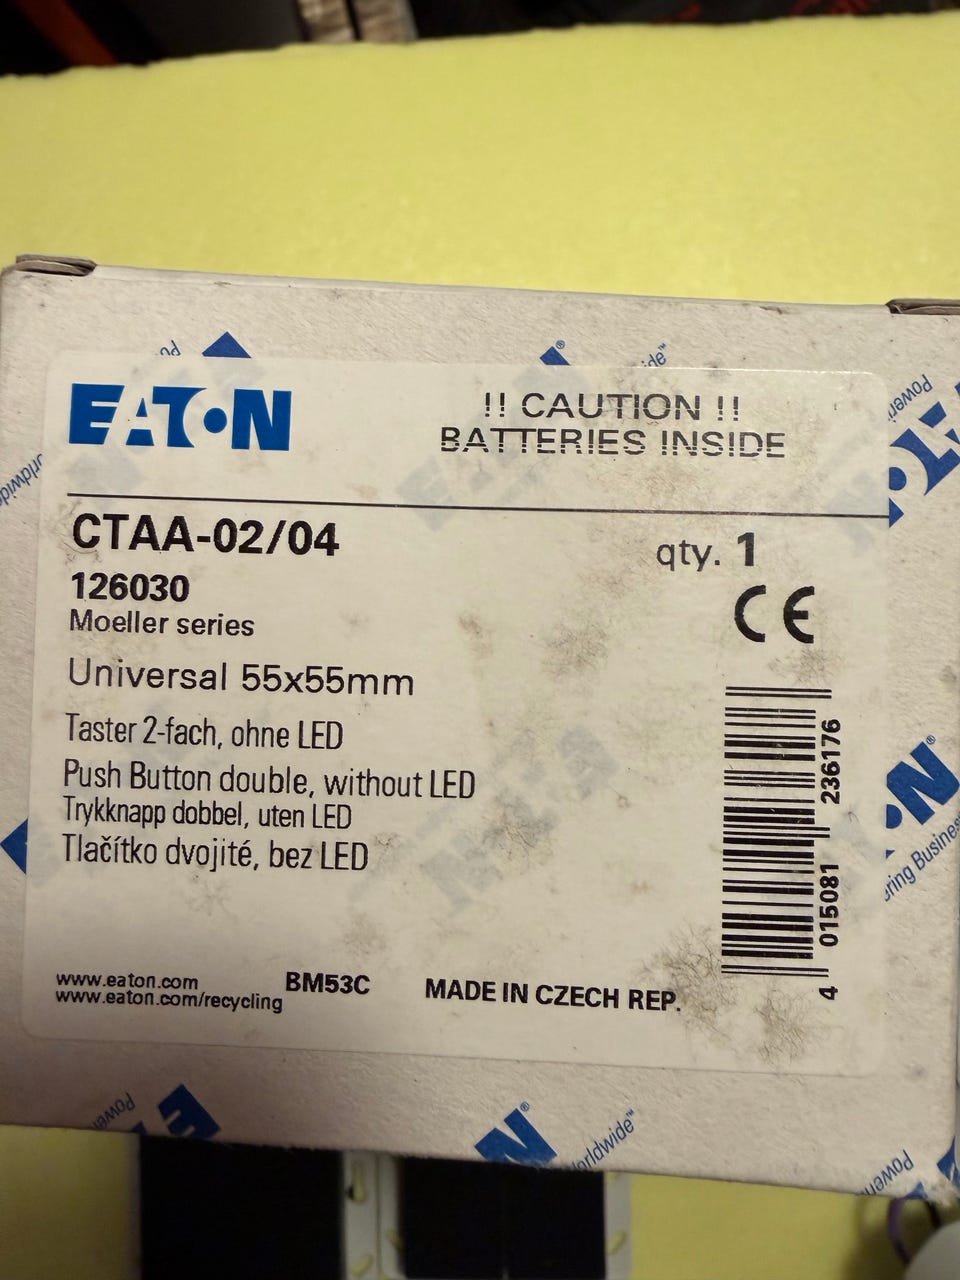 EATON
!! CAUTION !!
BATTERIES INSIDE
CTAA-02/04
qty. 1
126030
Moeller series
CE
Universal 55x55mm
Taster 2-fach, ohne LED
Push Button double, without LED
Trykknapp dobbel, uten LED
Tlačítko dvojité, bez LED
4 015081 236176
www.eaton.com
www.eaton.com/recycling
BM53C
MADE IN CZECH REP.